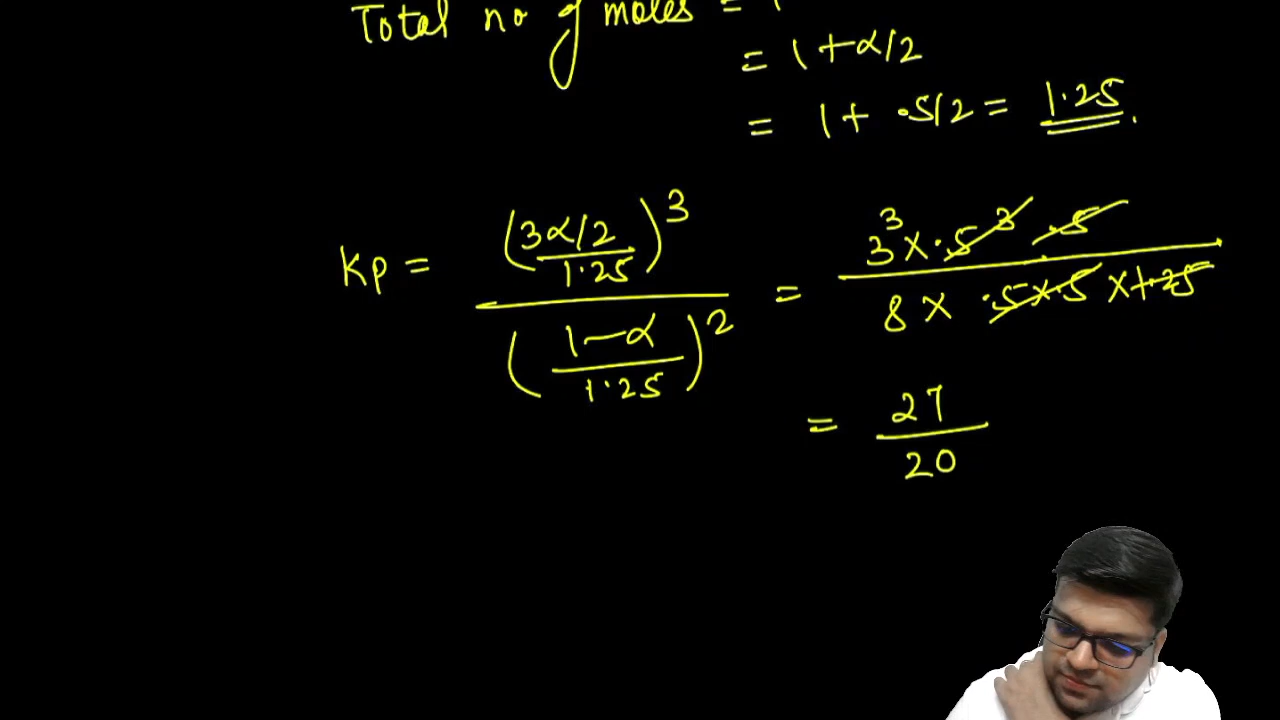 Total no of moles =
= 1 + α/2
= 1 + .5/2 = 1.25.
Kp = (3α/2 / 1.25)^3 / (1-α / 1.25)^2 = 3^3 × .5^3 .5 / 8 × .5×.5 × 1.25
= 27/20